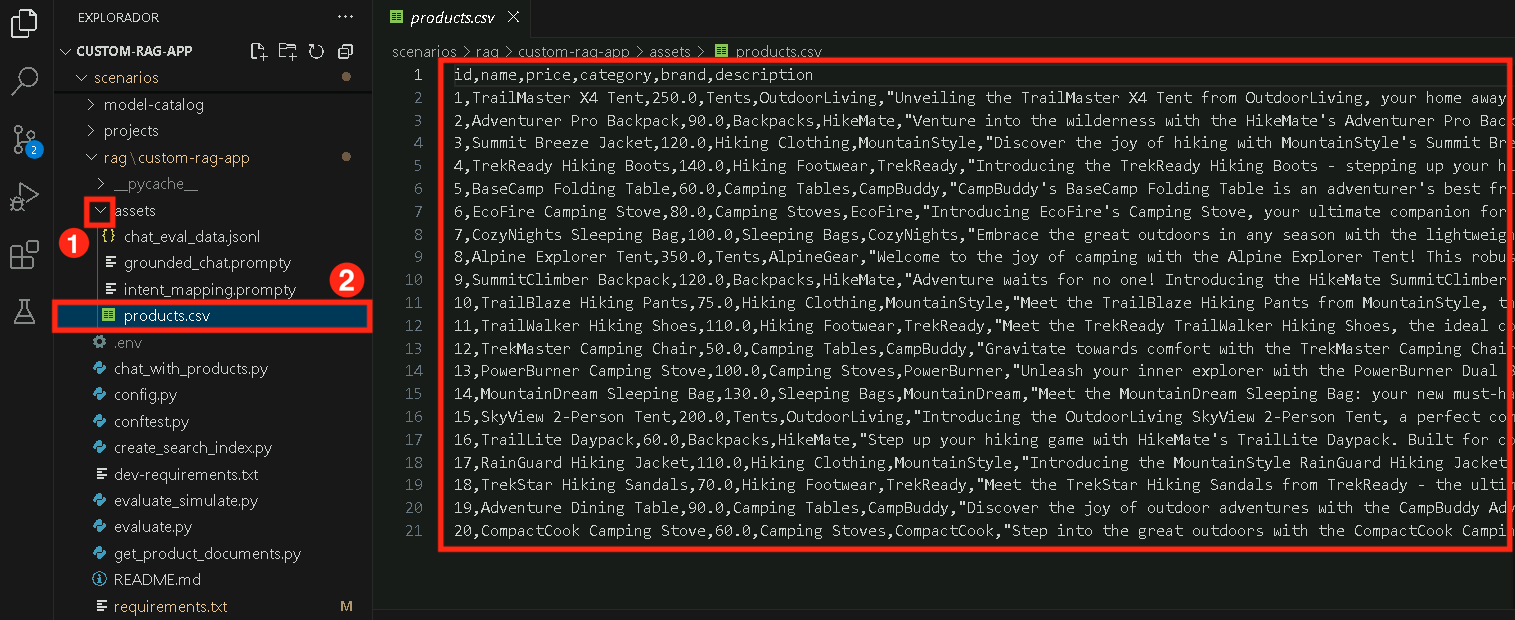 EXPLORADOR
CUSTOM-RAG-APP
scenarios
model-catalog
projects
rag \ custom-rag-app
__pycache__
assets
1
chat_eval_data.jsonl
grounded_chat.prompty
2
intent_mapping.prompty
products.csv
.env
chat_with_products.py
config.py
conftest.py
create_search_index.py
dev-requirements.txt
evaluate_simulate.py
evaluate.py
get_product_documents.py
README.md
requirements.txt M
2
products.csv
scenarios > rag > custom-rag-app > assets > products.csv
1 id,name,price,category,brand,description
2 1,TrailMaster X4 Tent,250.0,Tents,OutdoorLiving,"Unveiling the TrailMaster X4 Tent from OutdoorLiving, your home away
3 2,Adventurer Pro Backpack,90.0,Backpacks,HikeMate,"Venture into the wilderness with the HikeMate's Adventurer Pro Bac
4 3,Summit Breeze Jacket,120.0,Hiking Clothing,MountainStyle,"Discover the joy of hiking with MountainStyle's Summit Bre
5 4,TrekReady Hiking Boots,140.0,Hiking Footwear,TrekReady,"Introducing the TrekReady Hiking Boots - stepping up your h
6 5,BaseCamp Folding Table,60.0,Camping Tables,CampBuddy,"CampBuddy's BaseCamp Folding Table is an adventurer's best fr
7 6,EcoFire Camping Stove,80.0,Camping Stoves,EcoFire,"Introducing EcoFire's Camping Stove, your ultimate companion for
8 7,CozyNights Sleeping Bag,100.0,Sleeping Bags,CozyNights,"Embrace the great outdoors in any season with the lightweig
9 8,Alpine Explorer Tent,350.0,Tents,AlpineGear,"Welcome to the joy of camping with the Alpine Explorer Tent! This robu
10 9,SummitClimber Backpack,120.0,Backpacks,HikeMate,"Adventure waits for no one! Introducing the HikeMate SummitClimber
11 10,TrailBlaze Hiking Pants,75.0,Hiking Clothing,MountainStyle,"Meet the TrailBlaze Hiking Pants from MountainStyle, t
12 11,TrailWalker Hiking Shoes,110.0,Hiking Footwear,TrekReady,"Meet the TrekReady TrailWalker Hiking Shoes, the ideal co
13 12,TrekMaster Camping Chair,50.0,Camping Tables,CampBuddy,"Gravitate towards comfort with the TrekMaster Camping Chair
14 13,PowerBurner Camping Stove,100.0,Camping Stoves,PowerBurner,"Unleash your inner explorer with the PowerBurner Dual
15 14,MountainDream Sleeping Bag,130.0,Sleeping Bags,MountainDream,"Meet the MountainDream Sleeping Bag: your new must-ha
16 15,SkyView 2-Person Tent,200.0,Tents,OutdoorLiving,"Introducing the OutdoorLiving SkyView 2-Person Tent, a perfect co
17 16,TrailLite Daypack,60.0,Backpacks,HikeMate,"Step up your hiking game with HikeMate's TrailLite Daypack. Built for c
18 17,RainGuard Hiking Jacket,110.0,Hiking Clothing,MountainStyle,"Introducing the MountainStyle RainGuard Hiking Jacket
19 18,TrekStar Hiking Sandals,70.0,Hiking Footwear,TrekReady,"Meet the TrekStar Hiking Sandals from TrekReady - the ulti
20 19,Adventure Dining Table,90.0,Camping Tables,CampBuddy,"Discover the joy of outdoor adventures with the CampBuddy Ad
21 20,CompactCook Camping Stove,60.0,Camping Stoves,CompactCook,"Step into the great outdoors with the CompactCook Campi